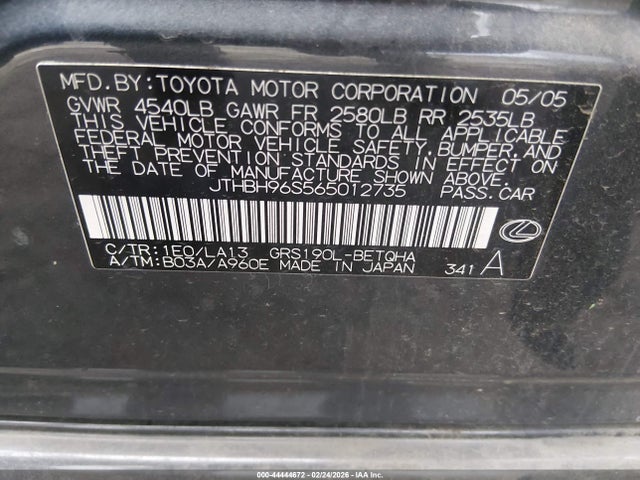 MFD.BY:TOYOTA MOTOR CORPORATION 05/05
GVWR 4540LB GAWR FR 2580LB RR 2535LB
THIS VEHICLE CONFORMS TO ALL APPLICABLE
FEDERAL MOTOR VEHICLE SAFETY,BUMPER,AND
THEFT PREVENTION STANDARDS IN EFFECT ON
THE DATE OF MANUFACTURE SHOWN ABOVE.
JTHBH96S565012735 PASS.CAR
C/TR:1E0/LA13 GRS190L-BETQHA
A/TM:B03A/A960E MADE IN JAPAN 341 A
000-44444672 - 02/24/2026 - IAA Inc.